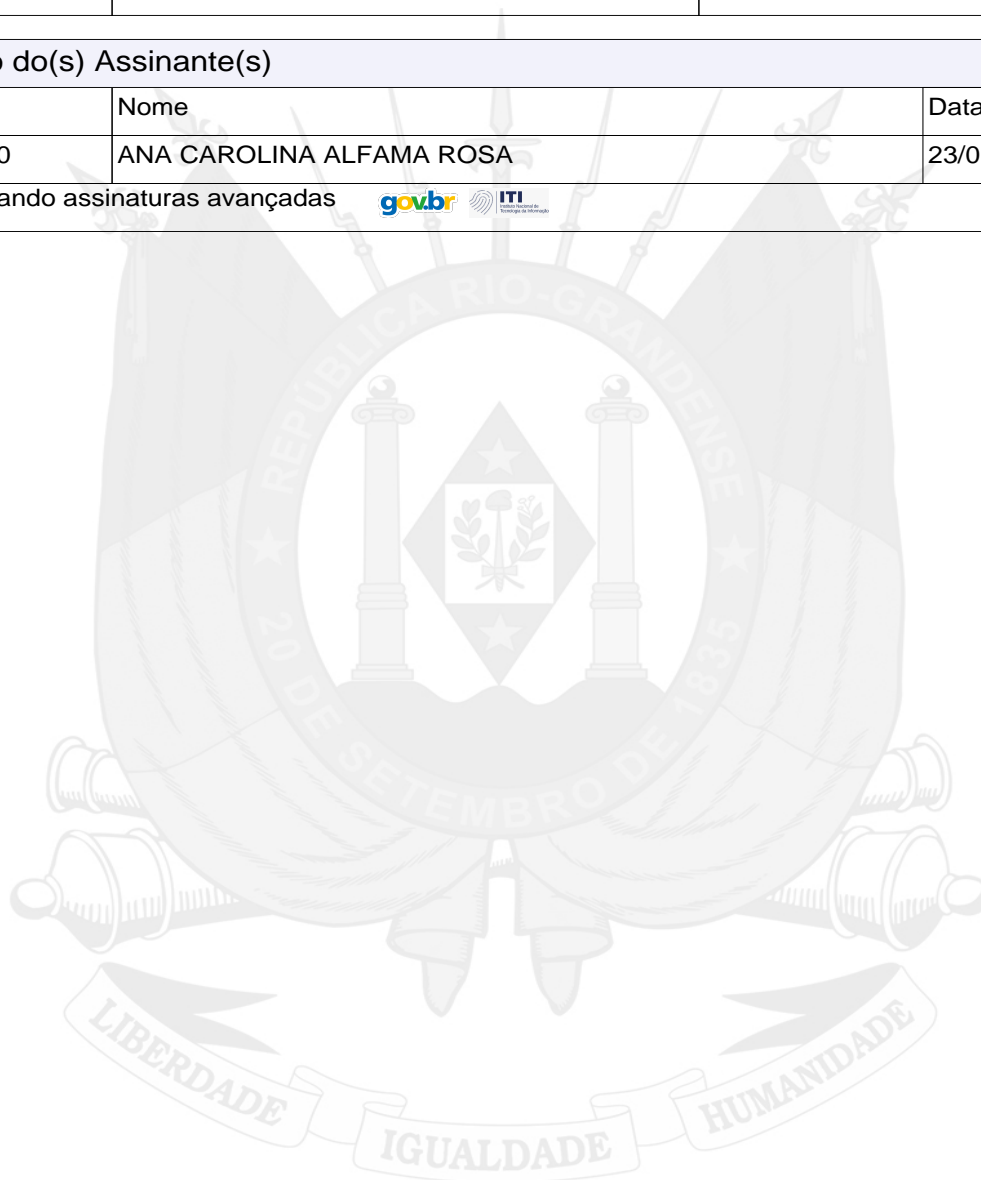 o do(s) Assinante(s)
Nome Data
0 ANA CAROLINA ALFAMA ROSA 23/0
ando assinaturas avançadas gov.br ITI
REPÚBLICA RIO-GRANDENSE
20 DE SETEMBRO DE 1835
LIBERDADE IGUALDADE HUMANIDADE